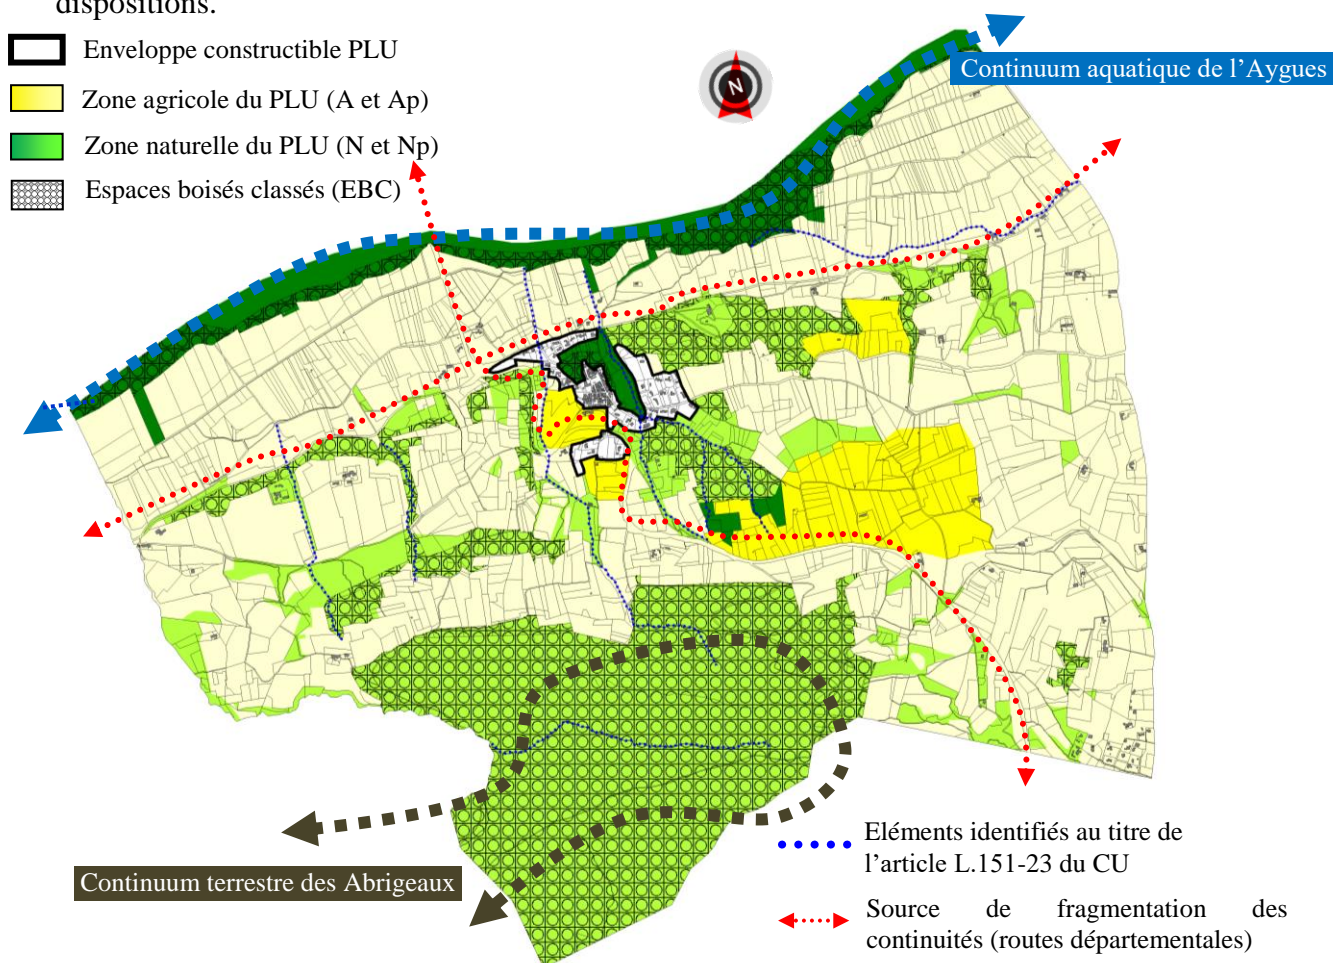 dispositions.
Enveloppe constructible PLU
Zone agricole du PLU (A et Ap)
Zone naturelle du PLU (N et Np)
Espaces boisés classés (EBC)
N
Continuum aquatique de l’Aygues
Continuum terrestre des Abrigeaux
Eléments identifiés au titre de
l’article L.151-23 du CU
Source de fragmentation des
continuités (routes départementales)